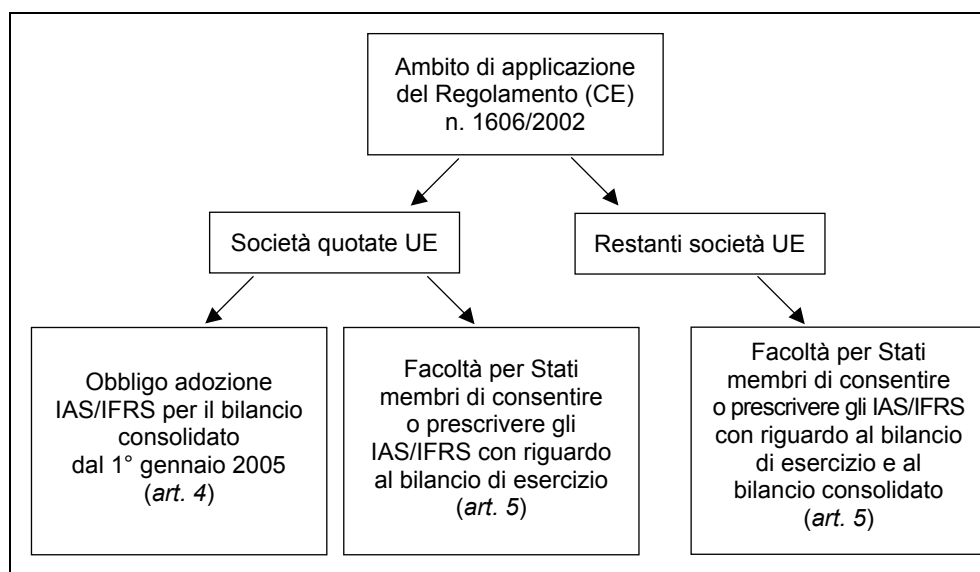 Ambito di applicazione
del Regolamento (CE)
n. 1606/2002
Società quotate UE
Restanti società UE
Obbligo adozione
IAS/IFRS per il bilancio
consolidato
dal 1° gennaio 2005
(art. 4)
Facoltà per Stati
membri di consentire
o prescrivere gli
IAS/IFRS con riguardo
al bilancio di esercizio
(art. 5)
Facoltà per Stati
membri di consentire
o prescrivere gli IAS/IFRS
con riguardo al bilancio
di esercizio e al
bilancio consolidato
(art. 5)